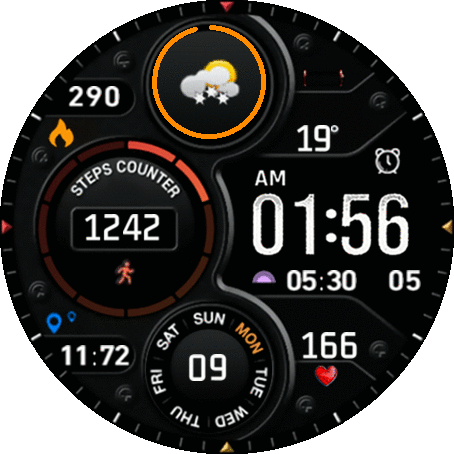 290
19°
STEPS COUNTER
1242
AM
01:56
05:30 05
11:72
SUN
MON
TUE
WED
THU
FRI
SAT
09
166